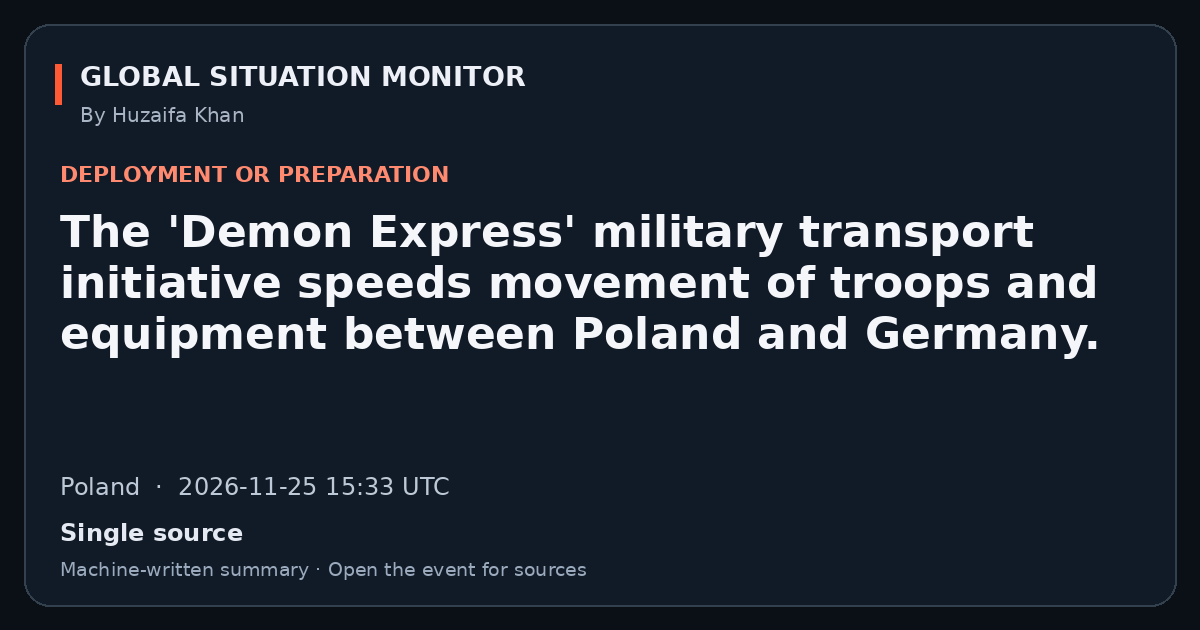 GLOBAL SITUATION MONITOR
By Huzaifa Khan
DEPLOYMENT OR PREPARATION
The 'Demon Express' military transport
initiative speeds movement of troops and
equipment between Poland and Germany.
Poland · 2026-11-25 15:33 UTC
Single source
Machine-written summary · Open the event for sources